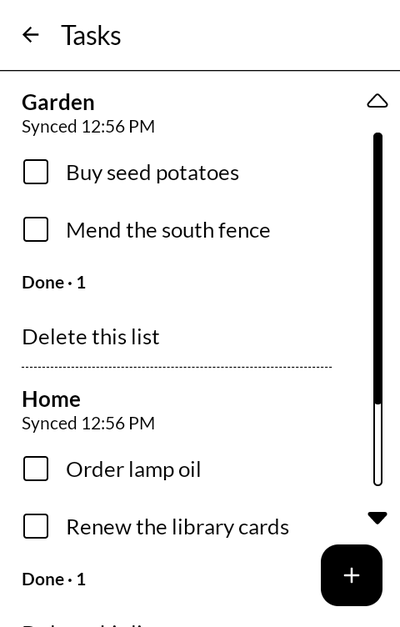 Tasks
Garden
Synced 12:56 PM
Buy seed potatoes
Mend the south fence
Done · 1
Delete this list
Home
Synced 12:56 PM
Order lamp oil
Renew the library cards
Done · 1